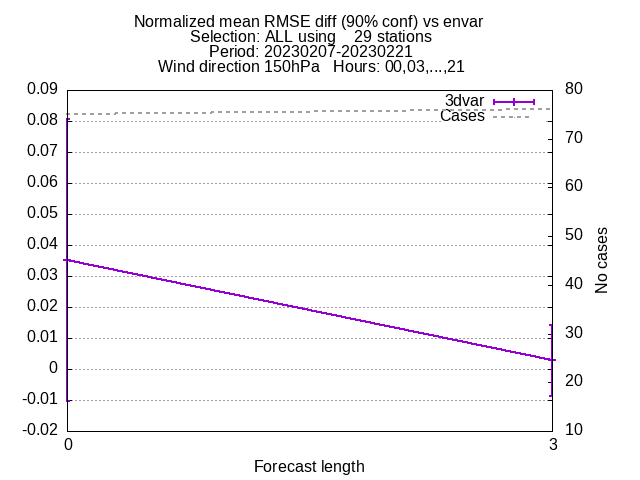 Normalized mean RMSE diff (90% conf) vs envar
Selection: ALL using    29 stations
Period: 20230207-20230221
Wind direction 150hPa   Hours: 00,03,...,21
3dvar
Cases
0.09
0.08
0.07
0.06
0.05
0.04
0.03
0.02
0.01
0
-0.01
-0.02
80
70
60
50
40
30
20
10
No cases
0
3
Forecast length